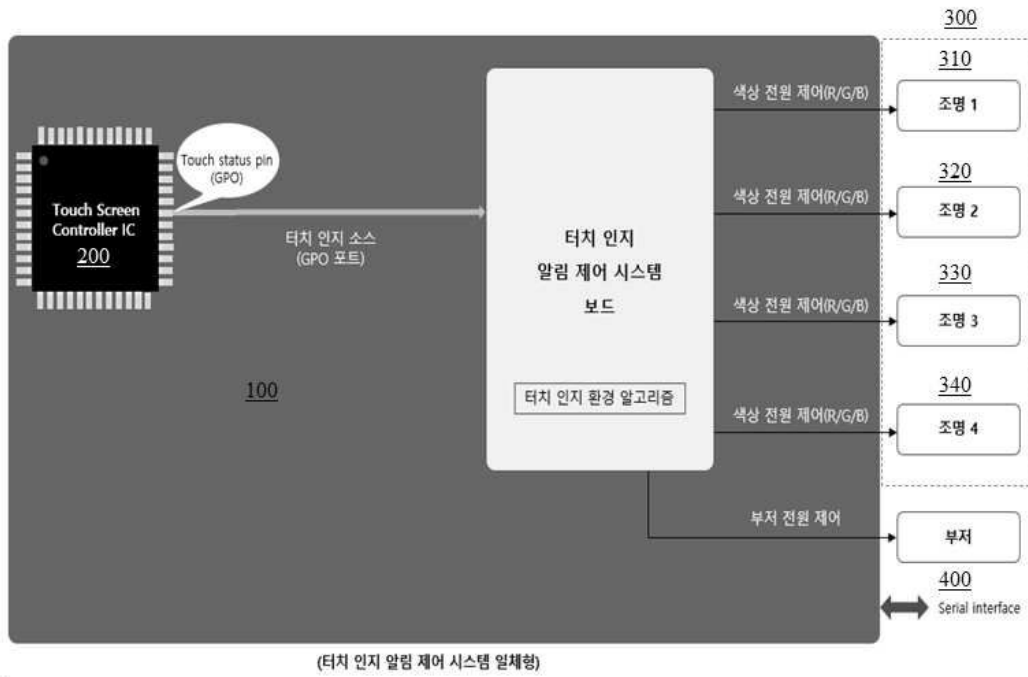 300
310
색상 전원 제어(R/G/B)
조명 1
Touch status pin
(GPO)
320
Touch Screen
Controller IC
200
색상 전원 제어(R/G/B)
조명 2
터치 인지 소스
(GPO 포트)
터치 인지
알림 제어 시스템
보드
330
색상 전원 제어(R/G/B)
조명 3
100
터치 인지 환경 알고리즘
340
색상 전원 제어(R/G/B)
조명 4
부저 전원 제어
부저
400
Serial interface
(터치 인지 알림 제어 시스템 일체형)